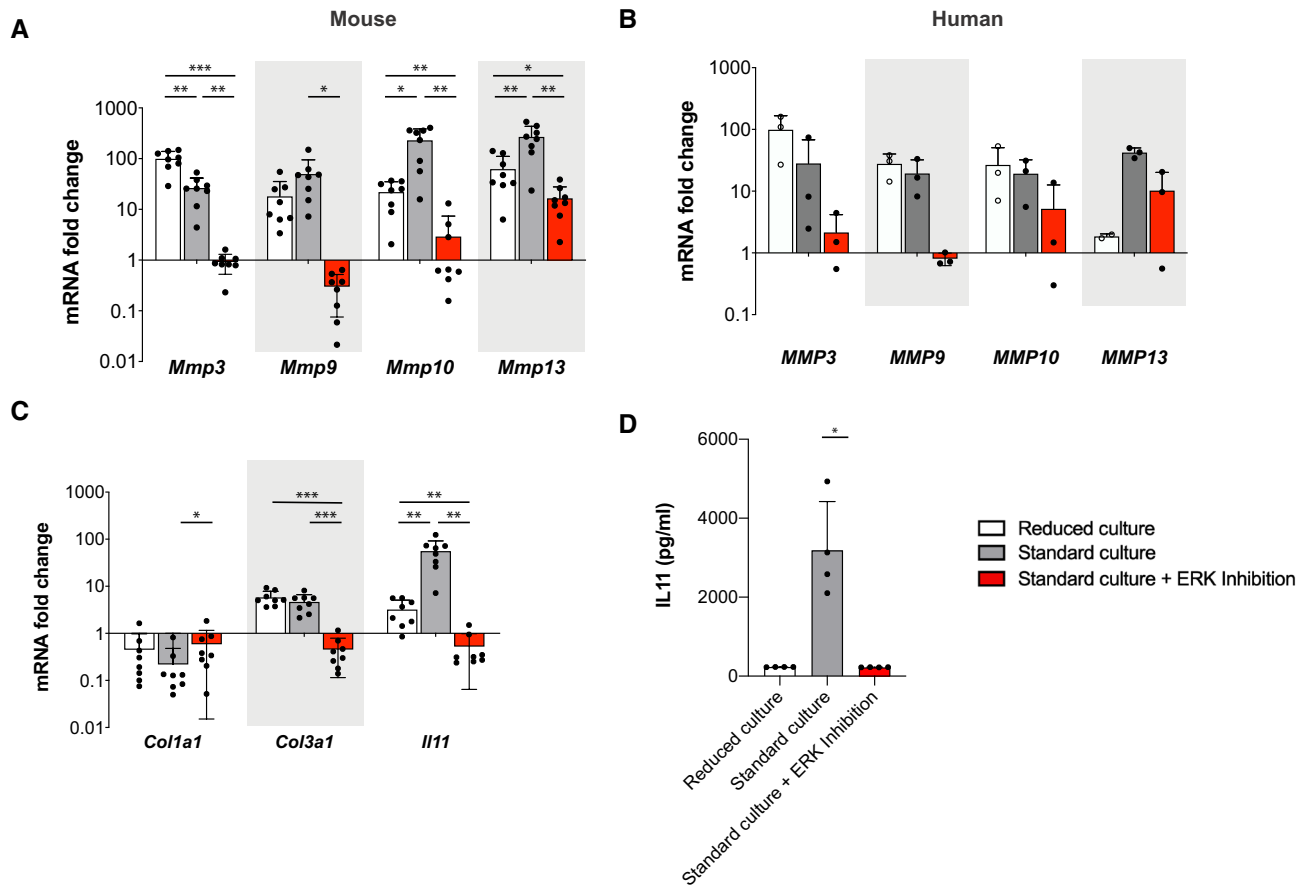 A
Mouse
***
**
**
*
**
*
**
*
**
**
mRNA fold change
1000
100
10
1
0.1
0.01
Mmp3
Mmp9
Mmp10
Mmp13
B
Human
mRNA fold change
100
10
1
0.1
MMP3
MMP9
MMP10
MMP13
C
*
***
***
**
**
**
mRNA fold change
1000
100
10
1
0.1
0.01
Col1a1
Col3a1
Il11
D
*
IL11 (pg/ml)
6000
4000
2000
0
Reduced culture
Standard culture
Standard culture + ERK Inhibition
Reduced culture
Standard culture
Standard culture + ERK Inhibition